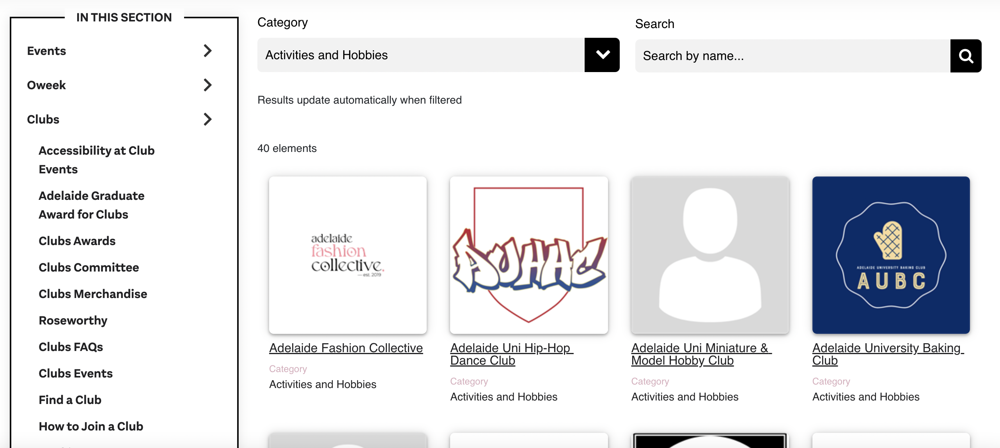 IN THIS SECTION
Events
Oweek
Clubs
Accessibility at Club
Events
Adelaide Graduate
Award for Clubs
Clubs Awards
Clubs Committee
Clubs Merchandise
Roseworthy
Clubs FAQs
Clubs Events
Find a Club
How to Join a Club
Category
Activities and Hobbies
Search
Search by name...
Results update automatically when filtered
40 elements
adelaide
fashion
collective.
— est. 2019
Adelaide Fashion Collective
Category
Activities and Hobbies
AUHHC
Adelaide Uni Hip-Hop
Dance Club
Category
Activities and Hobbies
Adelaide Uni Miniature &
Model Hobby Club
Category
Activities and Hobbies
ADELAIDE UNIVERSITY BAKING CLUB
AUBC
Adelaide University Baking
Club
Category
Activities and Hobbies